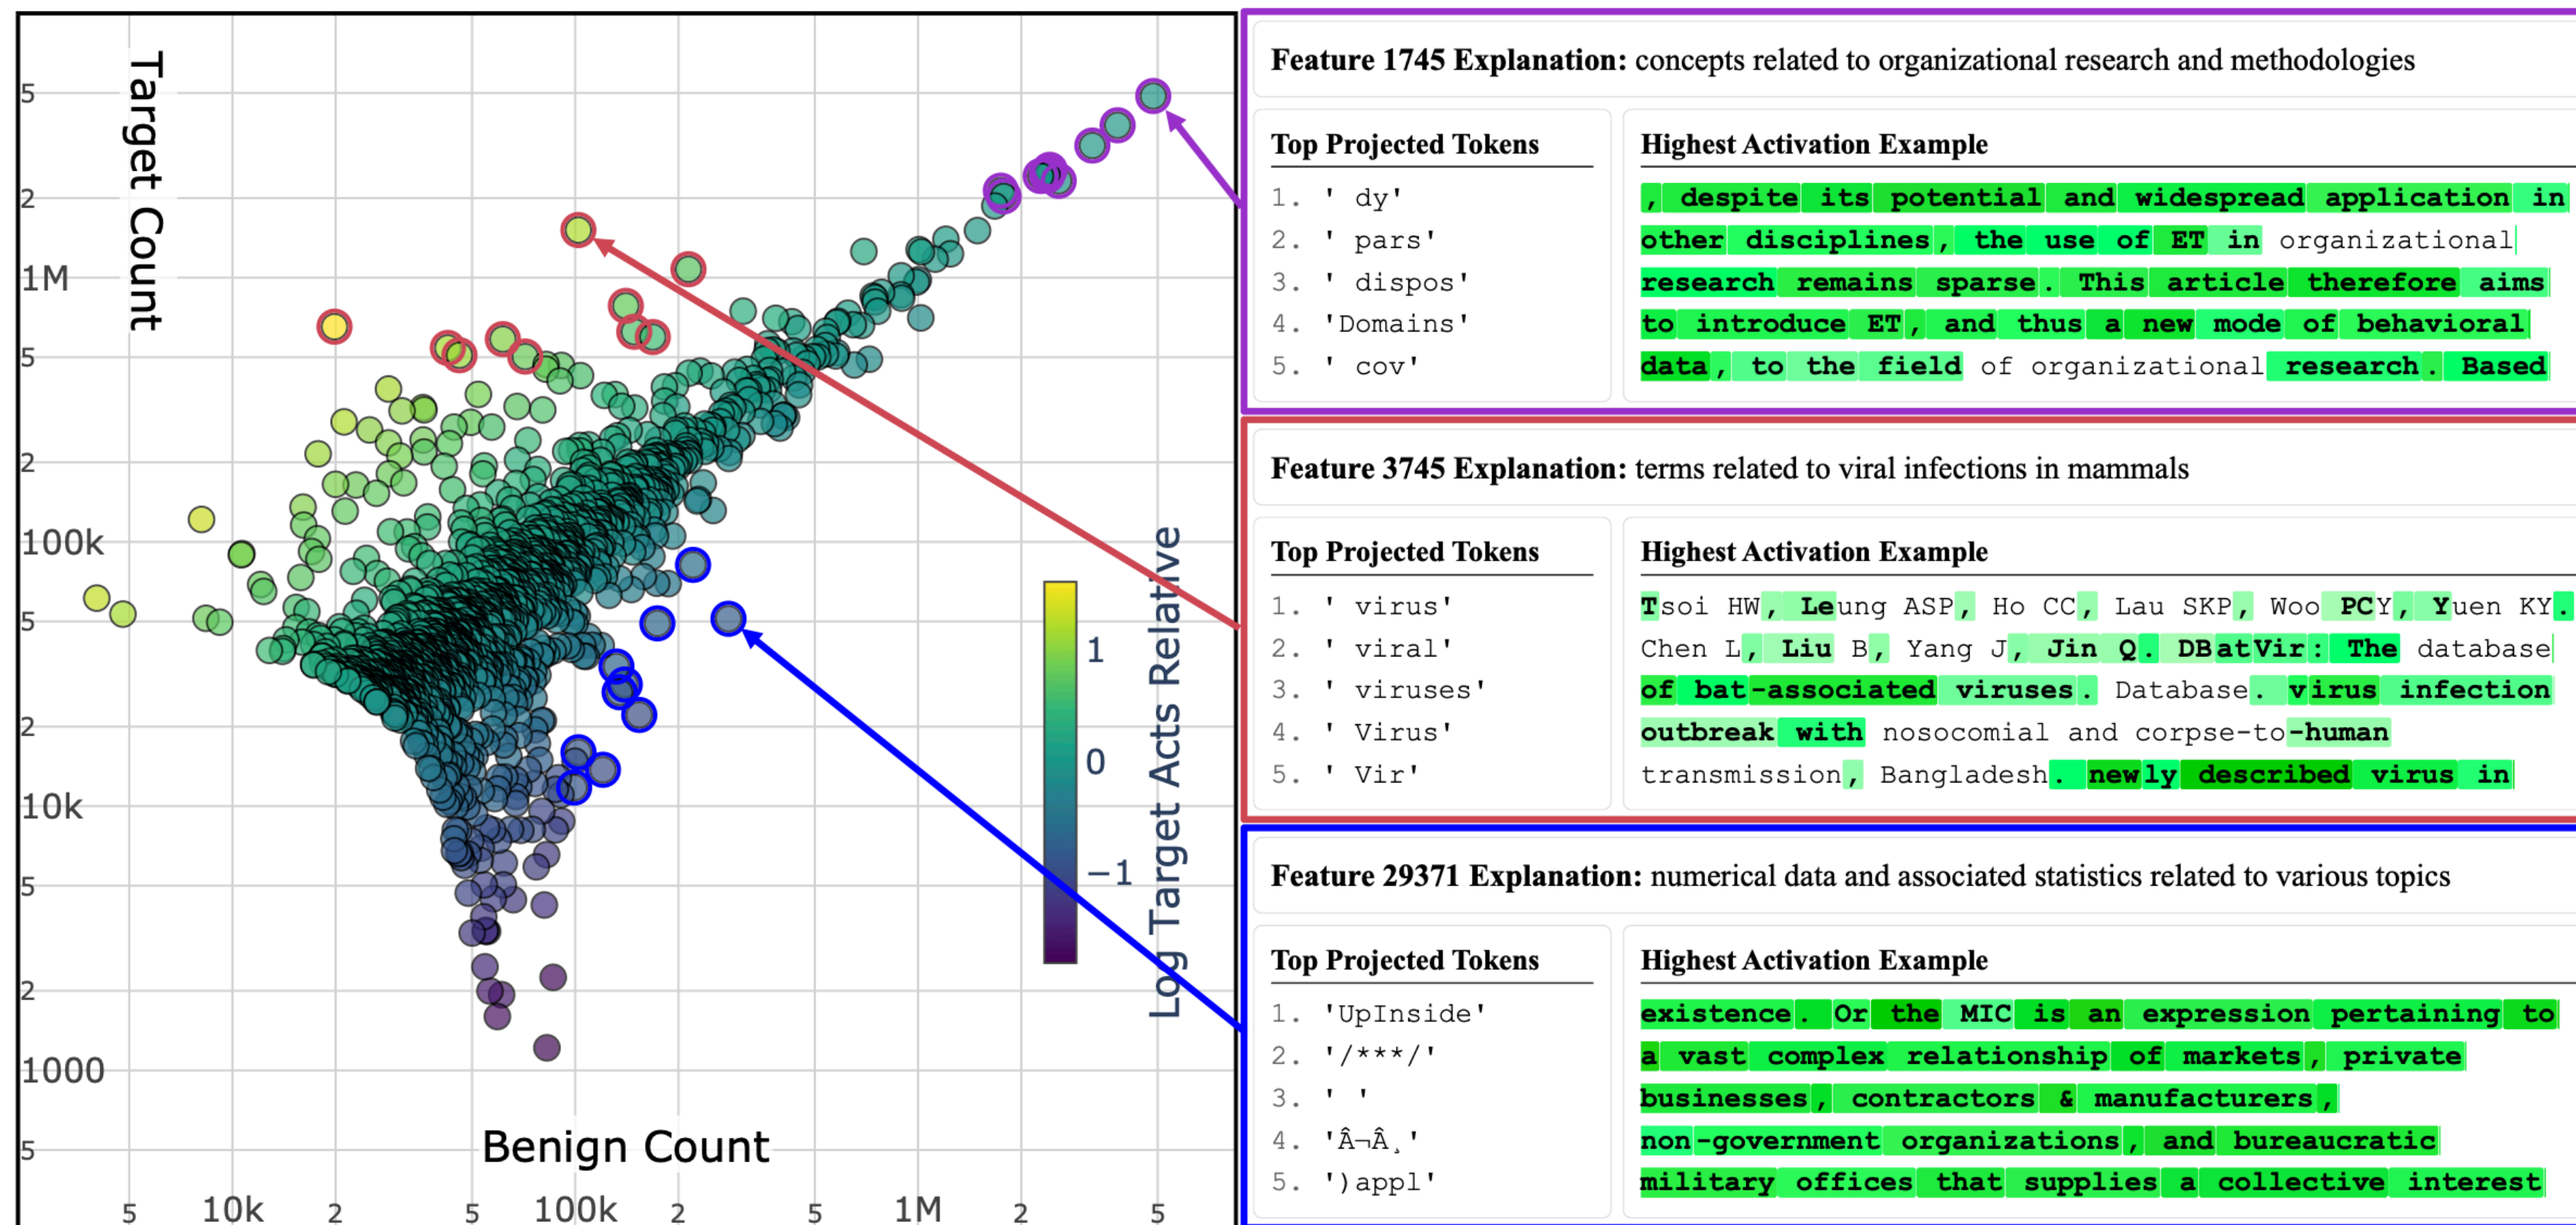 Target Count
5
2
1M
5
2
100k
5
2
10k
5
2
1000
5
Benign Count
5
10k
2
5
100k
2
5
1M
2
5
Log Target Acts Relative
1
0
−1
Feature 1745 Explanation: concepts related to organizational research and methodologies
Top Projected Tokens
1. ' dy'
2. ' pars'
3. ' dispos'
4. 'Domains'
5. ' cov'
Highest Activation Example
, despite its potential and widespread application in
other disciplines, the use of ET in organizational
research remains sparse. This article therefore aims
to introduce ET, and thus a new mode of behavioral
data, to the field of organizational research. Based
Feature 3745 Explanation: terms related to viral infections in mammals
Top Projected Tokens
1. ' virus'
2. ' viral'
3. ' viruses'
4. ' Virus'
5. ' Vir'
Highest Activation Example
Tsoi HW, Leung ASP, Ho CC, Lau SKP, Woo PCY, Yuen KY.
Chen L, Liu B, Yang J, Jin Q. DBatVir: The database
of bat-associated viruses. Database. virus infection
outbreak with nosocomial and corpse-to-human
transmission, Bangladesh. newly described virus in
Feature 29371 Explanation: numerical data and associated statistics related to various topics
Top Projected Tokens
1. 'UpInside'
2. '/***/'
3. ' '
4. 'Â¬Â¸'
5. ')appl'
Highest Activation Example
existence. Or the MIC is an expression pertaining to
a vast complex relationship of markets, private
businesses, contractors & manufacturers,
non-government organizations, and bureaucratic
military offices that supplies a collective interest